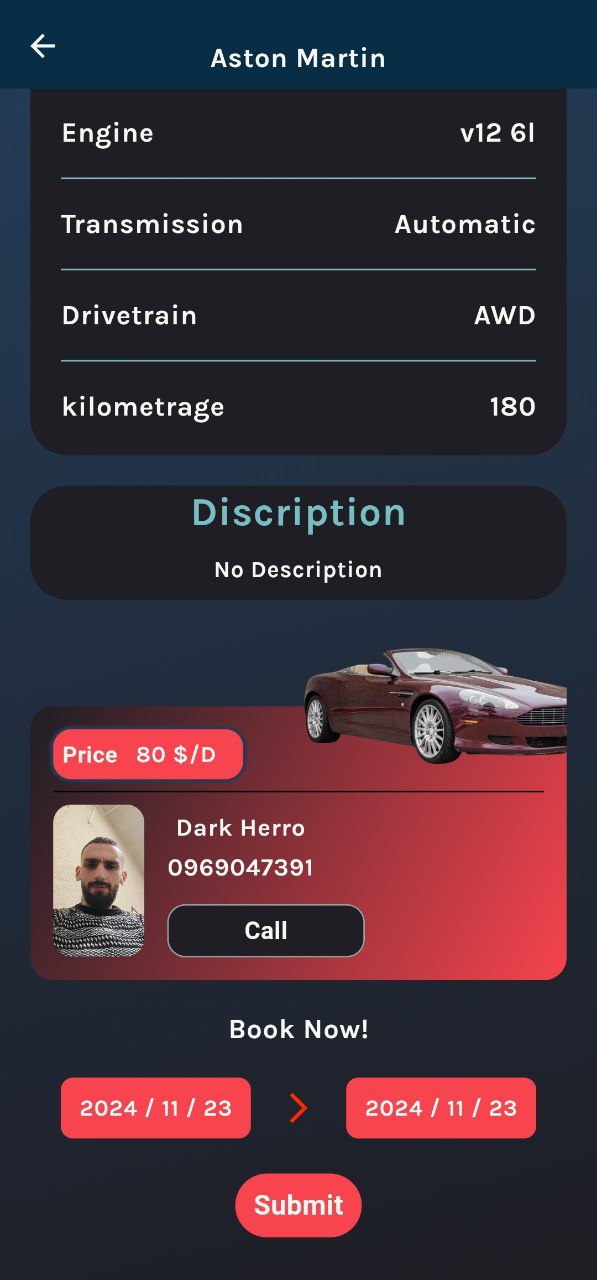 Aston Martin
Engine v12 6l
Transmission Automatic
Drivetrain AWD
kilometrage 180
Discription
No Description
Price 80 $/D
Dark Herro
0969047391
Call
Book Now!
2024 / 11 / 23 > 2024 / 11 / 23
Submit